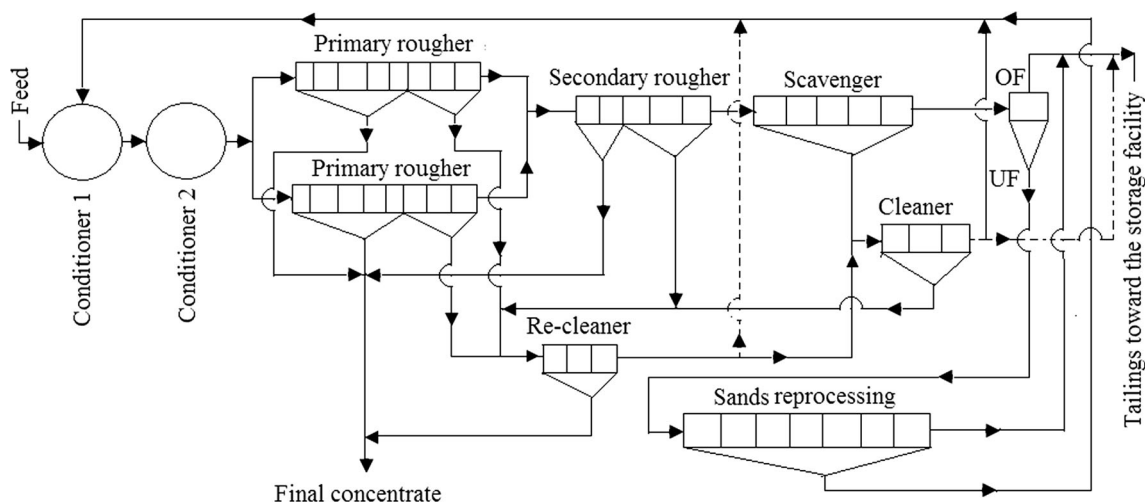 Feed
Conditioner 1
Conditioner 2
Primary rougher
Primary rougher
Secondary rougher
Scavenger
OF
UF
Cleaner
Re-cleaner
Sands reprocessing
Final concentrate
Tailings toward the storage facility